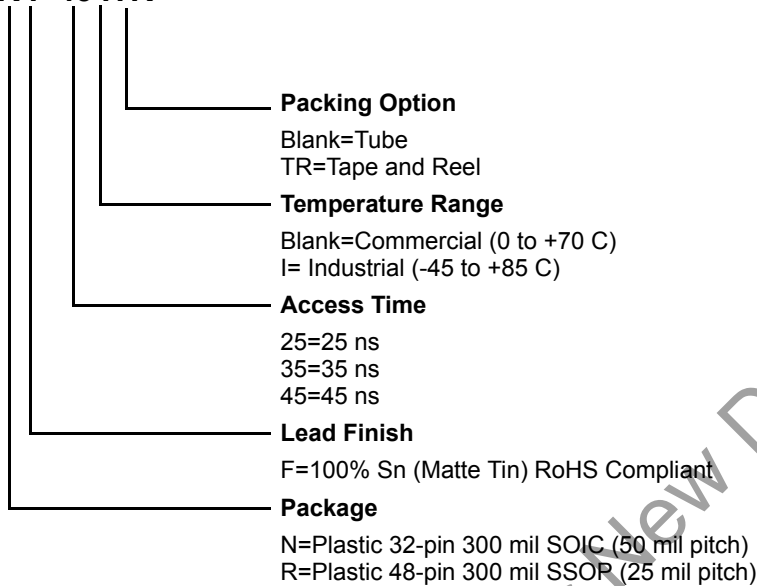 Packing Option
Blank=Tube
TR=Tape and Reel
Temperature Range
Blank=Commercial (0 to +70 C)
I= Industrial (-45 to +85 C)
Access Time
25=25 ns
35=35 ns
45=45 ns
Lead Finish
F=100% Sn (Matte Tin) RoHS Compliant
Package
N=Plastic 32-pin 300 mil SOIC (50 mil pitch)
R=Plastic 48-pin 300 mil SSOP (25 mil pitch)
New